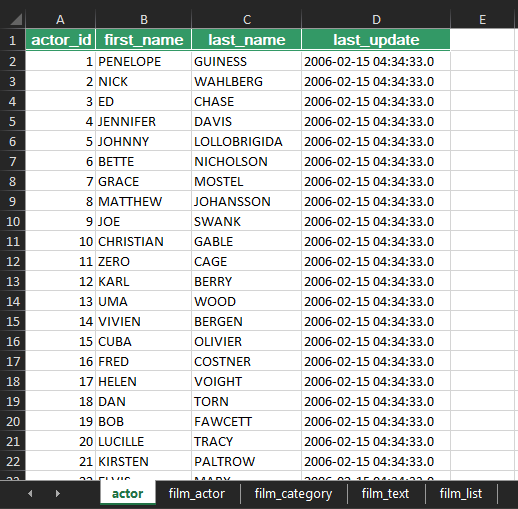 A B C D E
1 actor_id first_name last_name last_update
2 1 PENELOPE GUINESS 2006-02-15 04:34:33.0
3 2 NICK WAHLBERG 2006-02-15 04:34:33.0
4 3 ED CHASE 2006-02-15 04:34:33.0
5 4 JENNIFER DAVIS 2006-02-15 04:34:33.0
6 5 JOHNNY LOLLOBRIGIDA 2006-02-15 04:34:33.0
7 6 BETTE NICHOLSON 2006-02-15 04:34:33.0
8 7 GRACE MOSTEL 2006-02-15 04:34:33.0
9 8 MATTHEW JOHANSSON 2006-02-15 04:34:33.0
10 9 JOE SWANK 2006-02-15 04:34:33.0
11 10 CHRISTIAN GABLE 2006-02-15 04:34:33.0
12 11 ZERO CAGE 2006-02-15 04:34:33.0
13 12 KARL BERRY 2006-02-15 04:34:33.0
14 13 UMA WOOD 2006-02-15 04:34:33.0
15 14 VIVIEN BERGEN 2006-02-15 04:34:33.0
16 15 CUBA OLIVIER 2006-02-15 04:34:33.0
17 16 FRED COSTNER 2006-02-15 04:34:33.0
18 17 HELEN VOIGHT 2006-02-15 04:34:33.0
19 18 DAN TORN 2006-02-15 04:34:33.0
20 19 BOB FAWCETT 2006-02-15 04:34:33.0
21 20 LUCILLE TRACY 2006-02-15 04:34:33.0
22 21 KIRSTEN PALTROW 2006-02-15 04:34:33.0
actor film_actor film_category film_text film_list